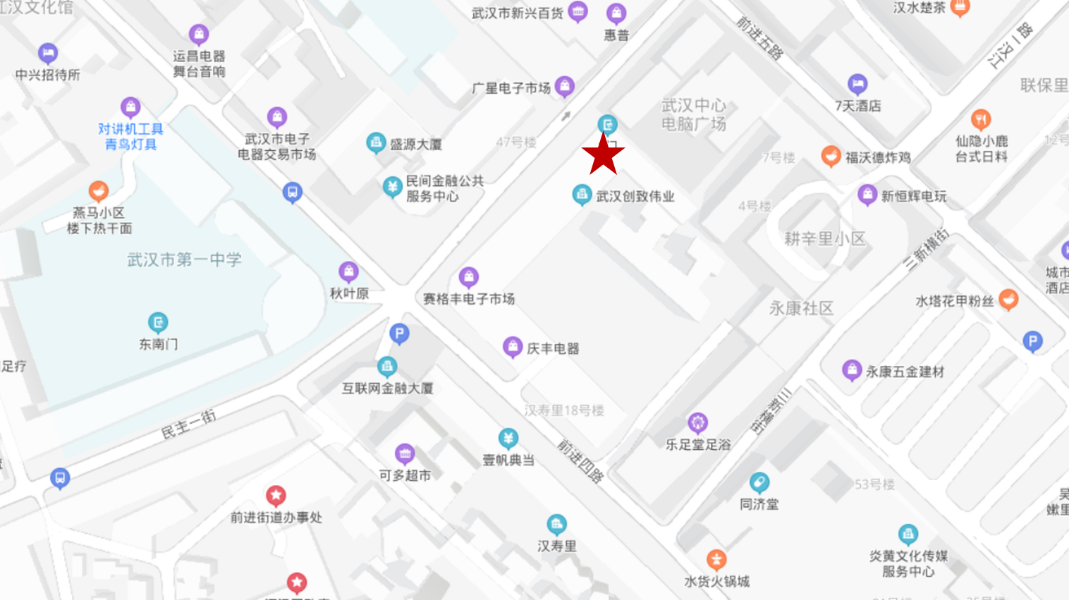 江汉文化馆
武汉市新兴百货
惠普
前进五路
汉水楚茶
江汉二路
运昌电器
舞台音响
中兴招待所
广星电子市场
7天酒店
联保里
对讲机工具
青鸟灯具
武汉市电子
电器交易市场
盛源大厦
47号楼
武汉中心
电脑广场
7号楼
福沃德炸鸡
仙隐小鹿
台式日料
民间金融公共
服务中心
武汉创致伟业
4号楼
新恒辉电玩
燕马小区
楼下热干面
耕辛里小区
三新横街
武汉市第一中学
秋叶原
赛格丰电子市场
永康社区
水塔花甲粉丝
城市
酒店
东南门
P
庆丰电器
P
足疗
互联网金融大厦
永康五金建材
汉寿里18号楼
三新横街
民主一街
乐足堂足浴
前进四路
壹帆典当
可多超市
同济堂
53号楼
前进街道办事处
汉寿里
炎黄文化传媒
服务中心
水货火锅城